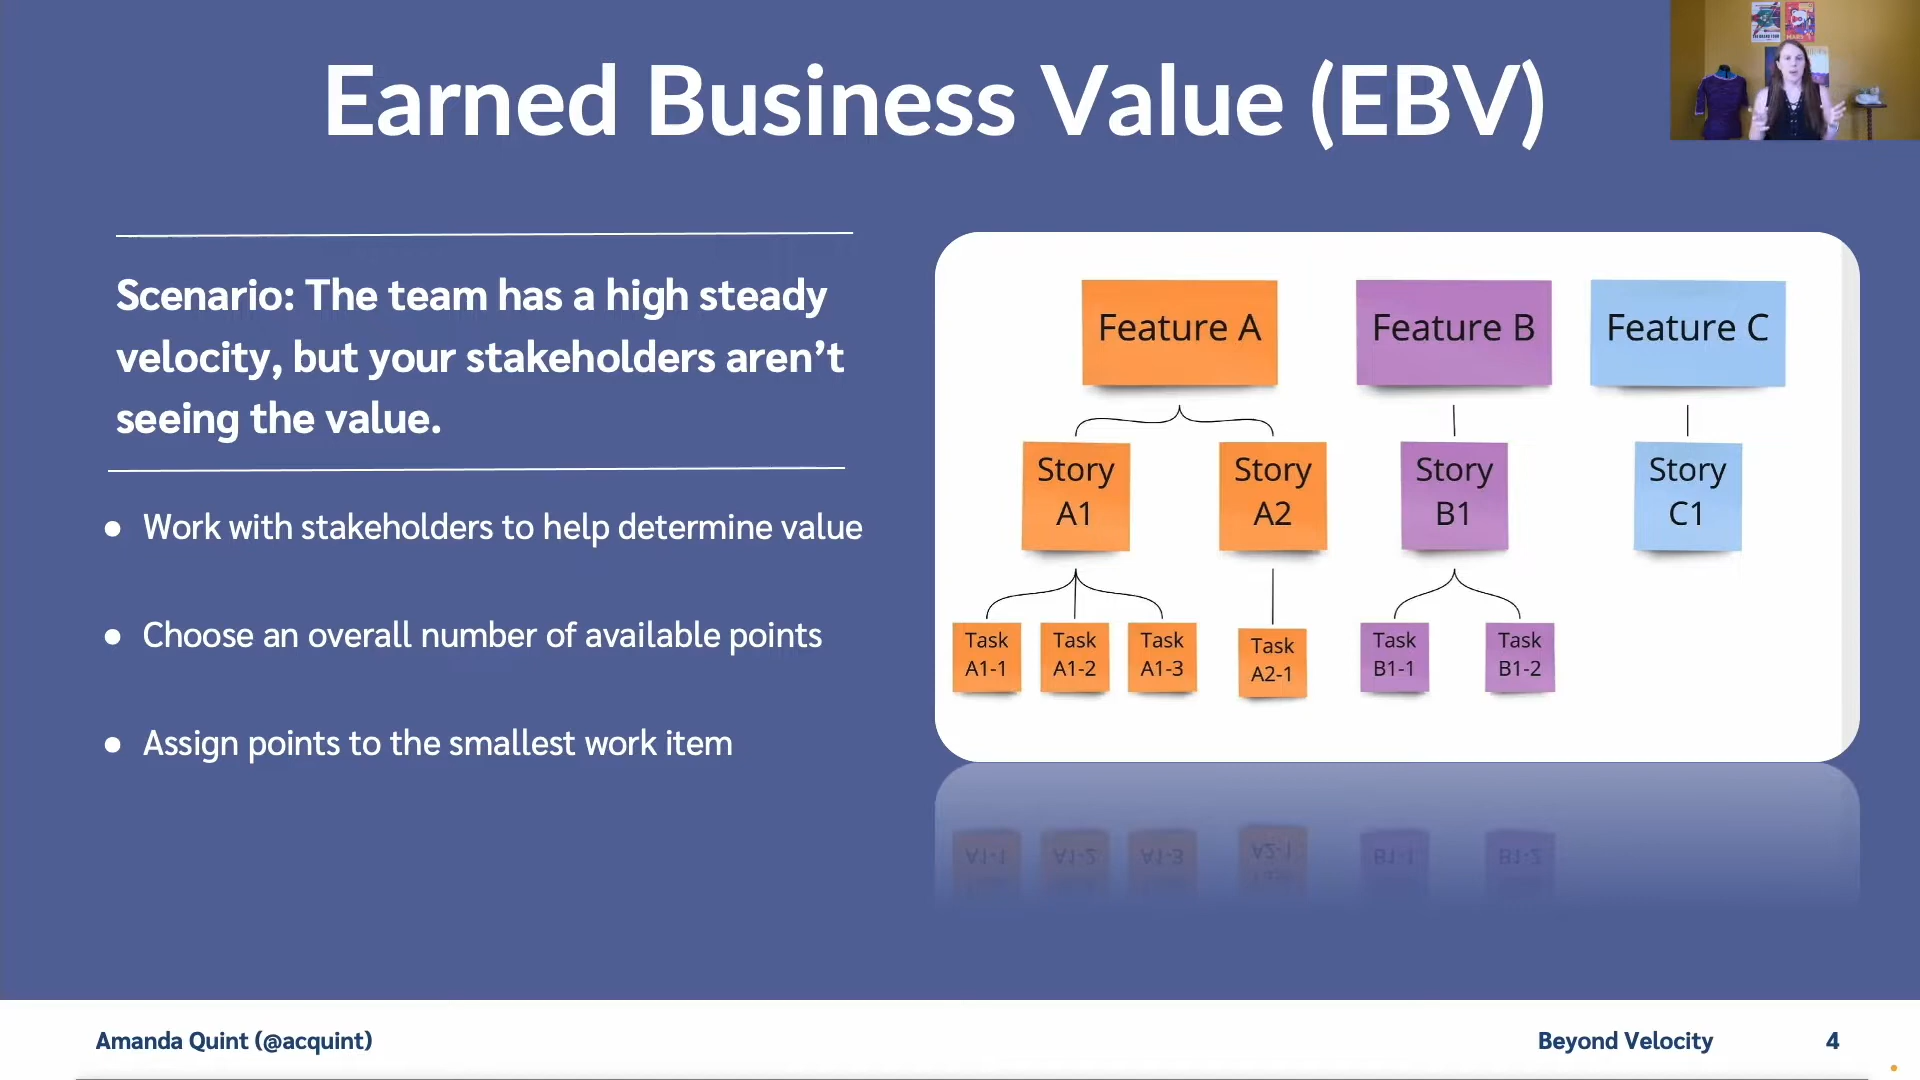 Earned Business Value (EBV)
Scenario: The team has a high steady
velocity, but your stakeholders aren’t
seeing the value.
● Work with stakeholders to help determine value
● Choose an overall number of available points
● Assign points to the smallest work item
Feature A
Feature B
Feature C
Story
A1
Story
A2
Story
B1
Story
C1
Task
A1-1
Task
A1-2
Task
A1-3
Task
A2-1
Task
B1-1
Task
B1-2
Amanda Quint (@acquint)
Beyond Velocity
4